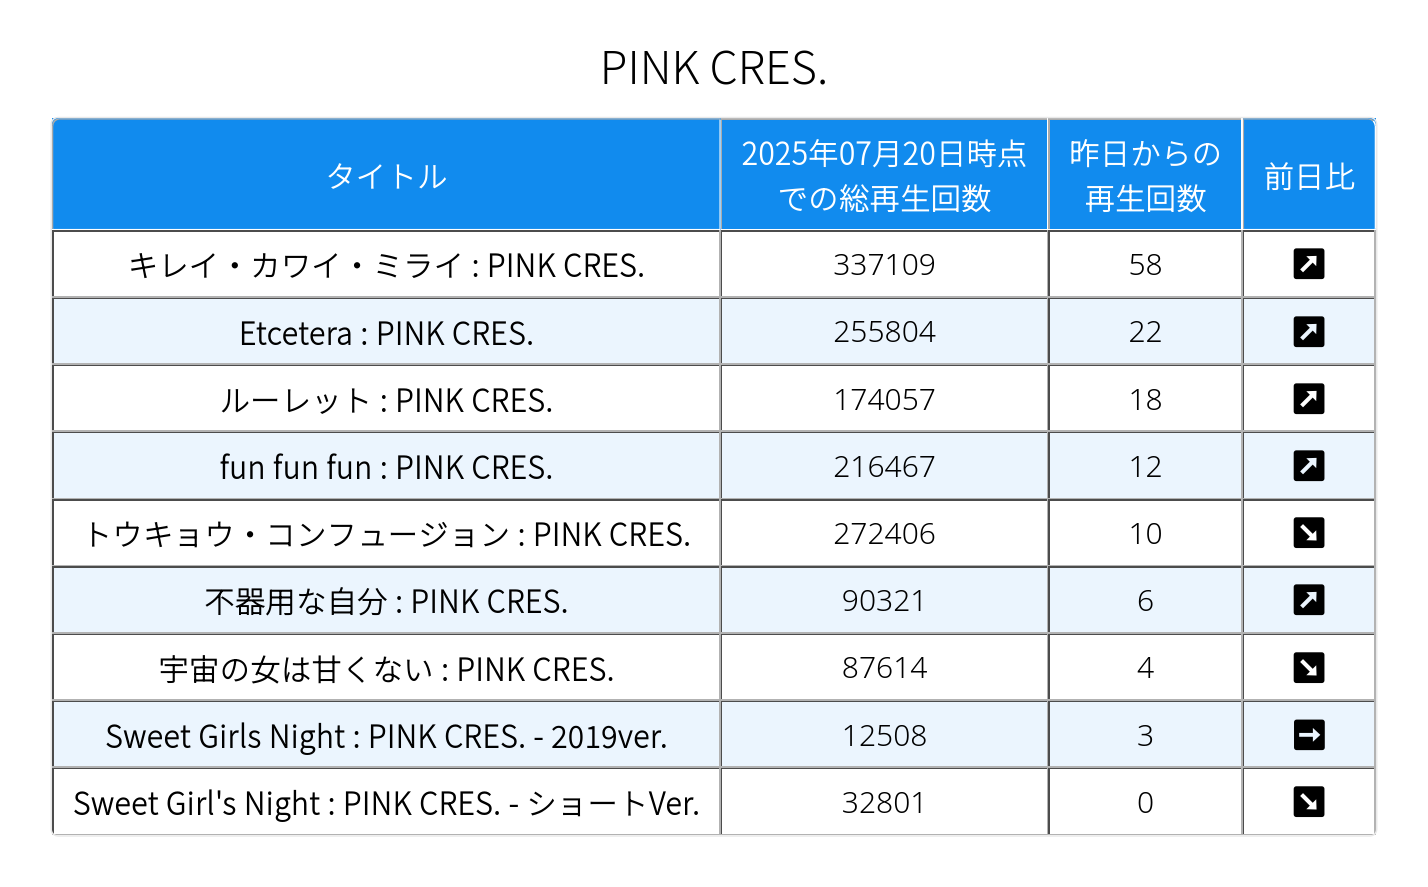 PINK CRES.
タイトル
2025年07月20日時点
での総再生回数
昨日からの
再生回数
前日比
キレイ・カワイ・ミライ : PINK CRES. 337109 58
Etcetera : PINK CRES. 255804 22
ルーレット : PINK CRES. 174057 18
fun fun fun : PINK CRES. 216467 12
トウキョウ・コンフュージョン : PINK CRES. 272406 10
不器用な自分 : PINK CRES. 90321 6
宇宙の女は甘くない : PINK CRES. 87614 4
Sweet Girls Night : PINK CRES. - 2019ver. 12508 3
Sweet Girl's Night : PINK CRES. - ショートVer. 32801 0